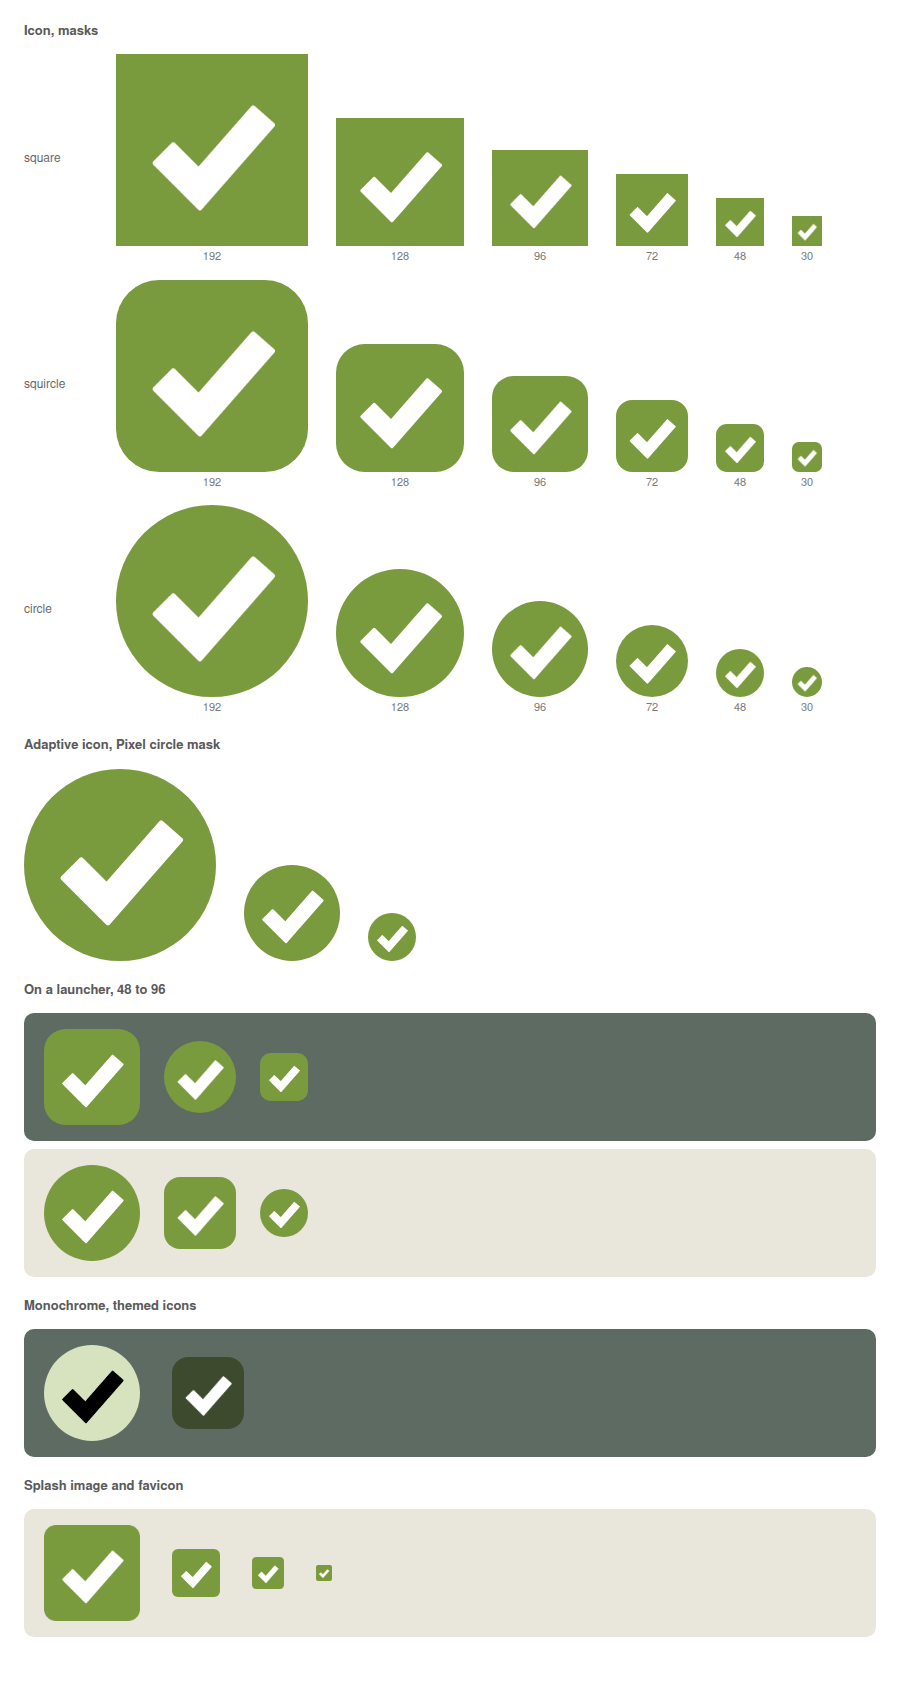 Icon, masks
square
192 128 96 72 48 30
squircle
192 128 96 72 48 30
circle
192 128 96 72 48 30
Adaptive icon, Pixel circle mask
On a launcher, 48 to 96
Monochrome, themed icons
Splash image and favicon